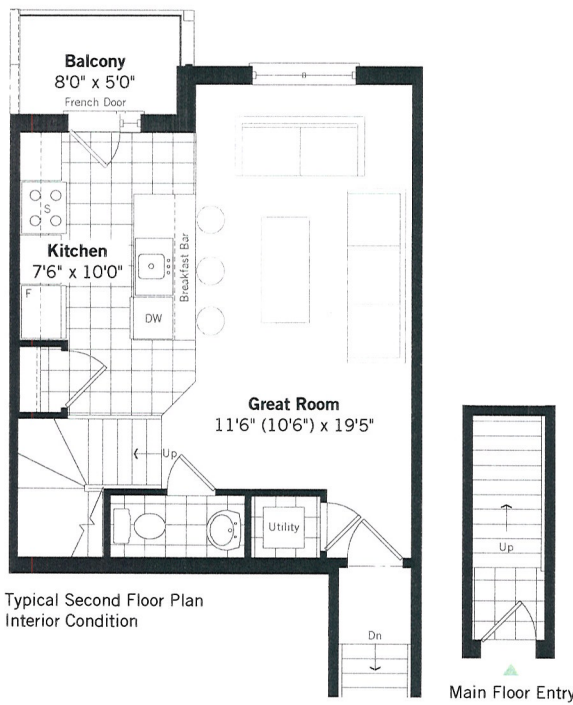 Balcony
8'0" x 5'0"
French Door
S
Kitchen
7'6" x 10'0"
Breakfast Bar
F
DW
Great Room
11'6" (10'6") x 19'5"
Up
Utility
Up
Typical Second Floor Plan
Interior Condition
Dn
Main Floor Entry